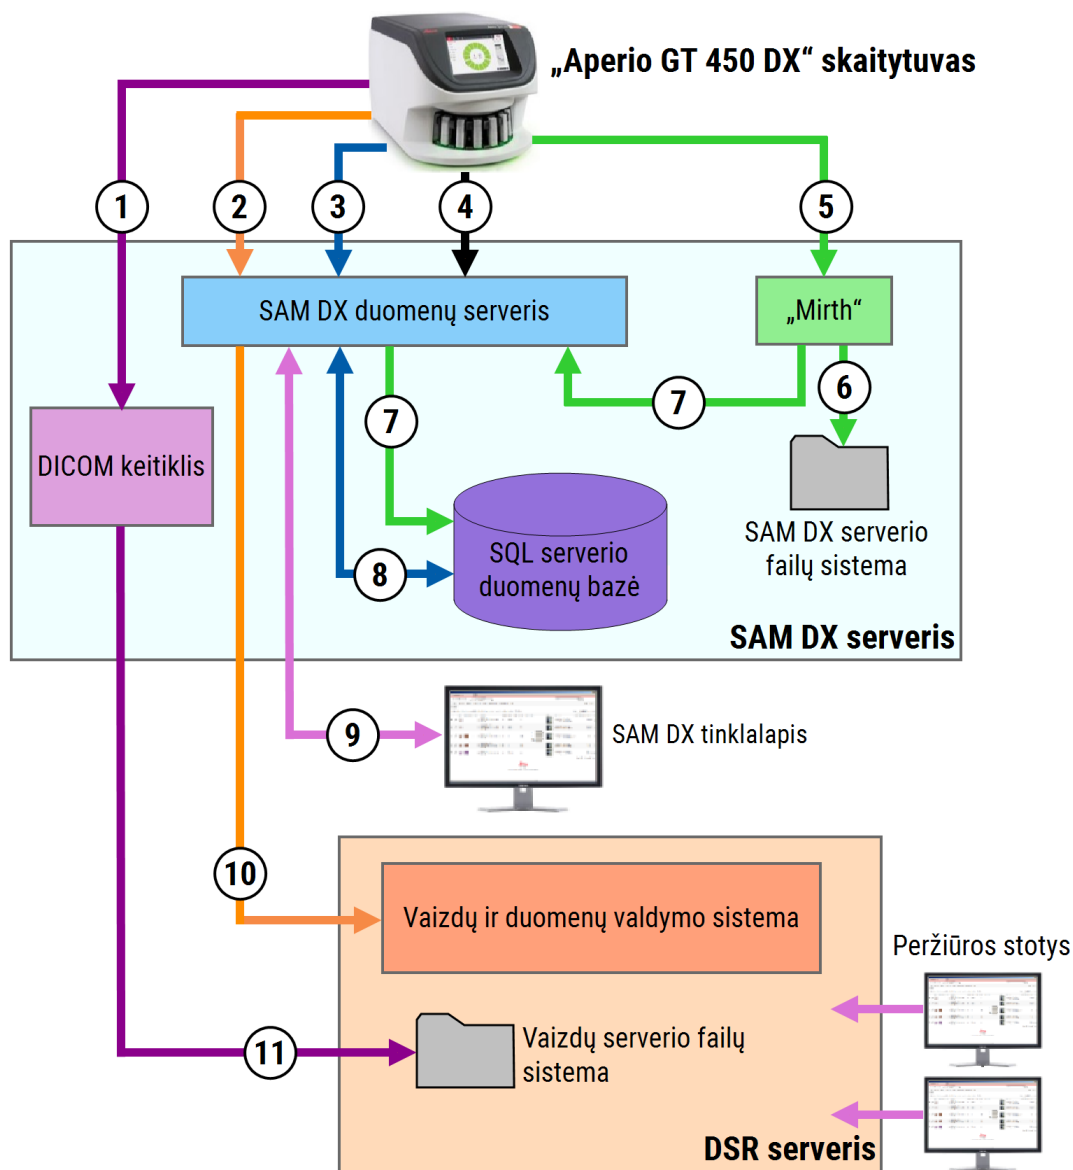 „Aperio GT 450 DX“ skaitytuvas
1
2
3
4
5
SAM DX duomenų serveris
„Mirth“
6
7
7
DICOM keitiklis
SAM DX serverio
failų sistema
SQL serverio
duomenų bazė
8
SAM DX serveris
9
SAM DX tinklalapis
10
Vaizdų ir duomenų valdymo sistema
Peržiūros stotys
11
Vaizdų serverio failų
sistema
DSR serveris